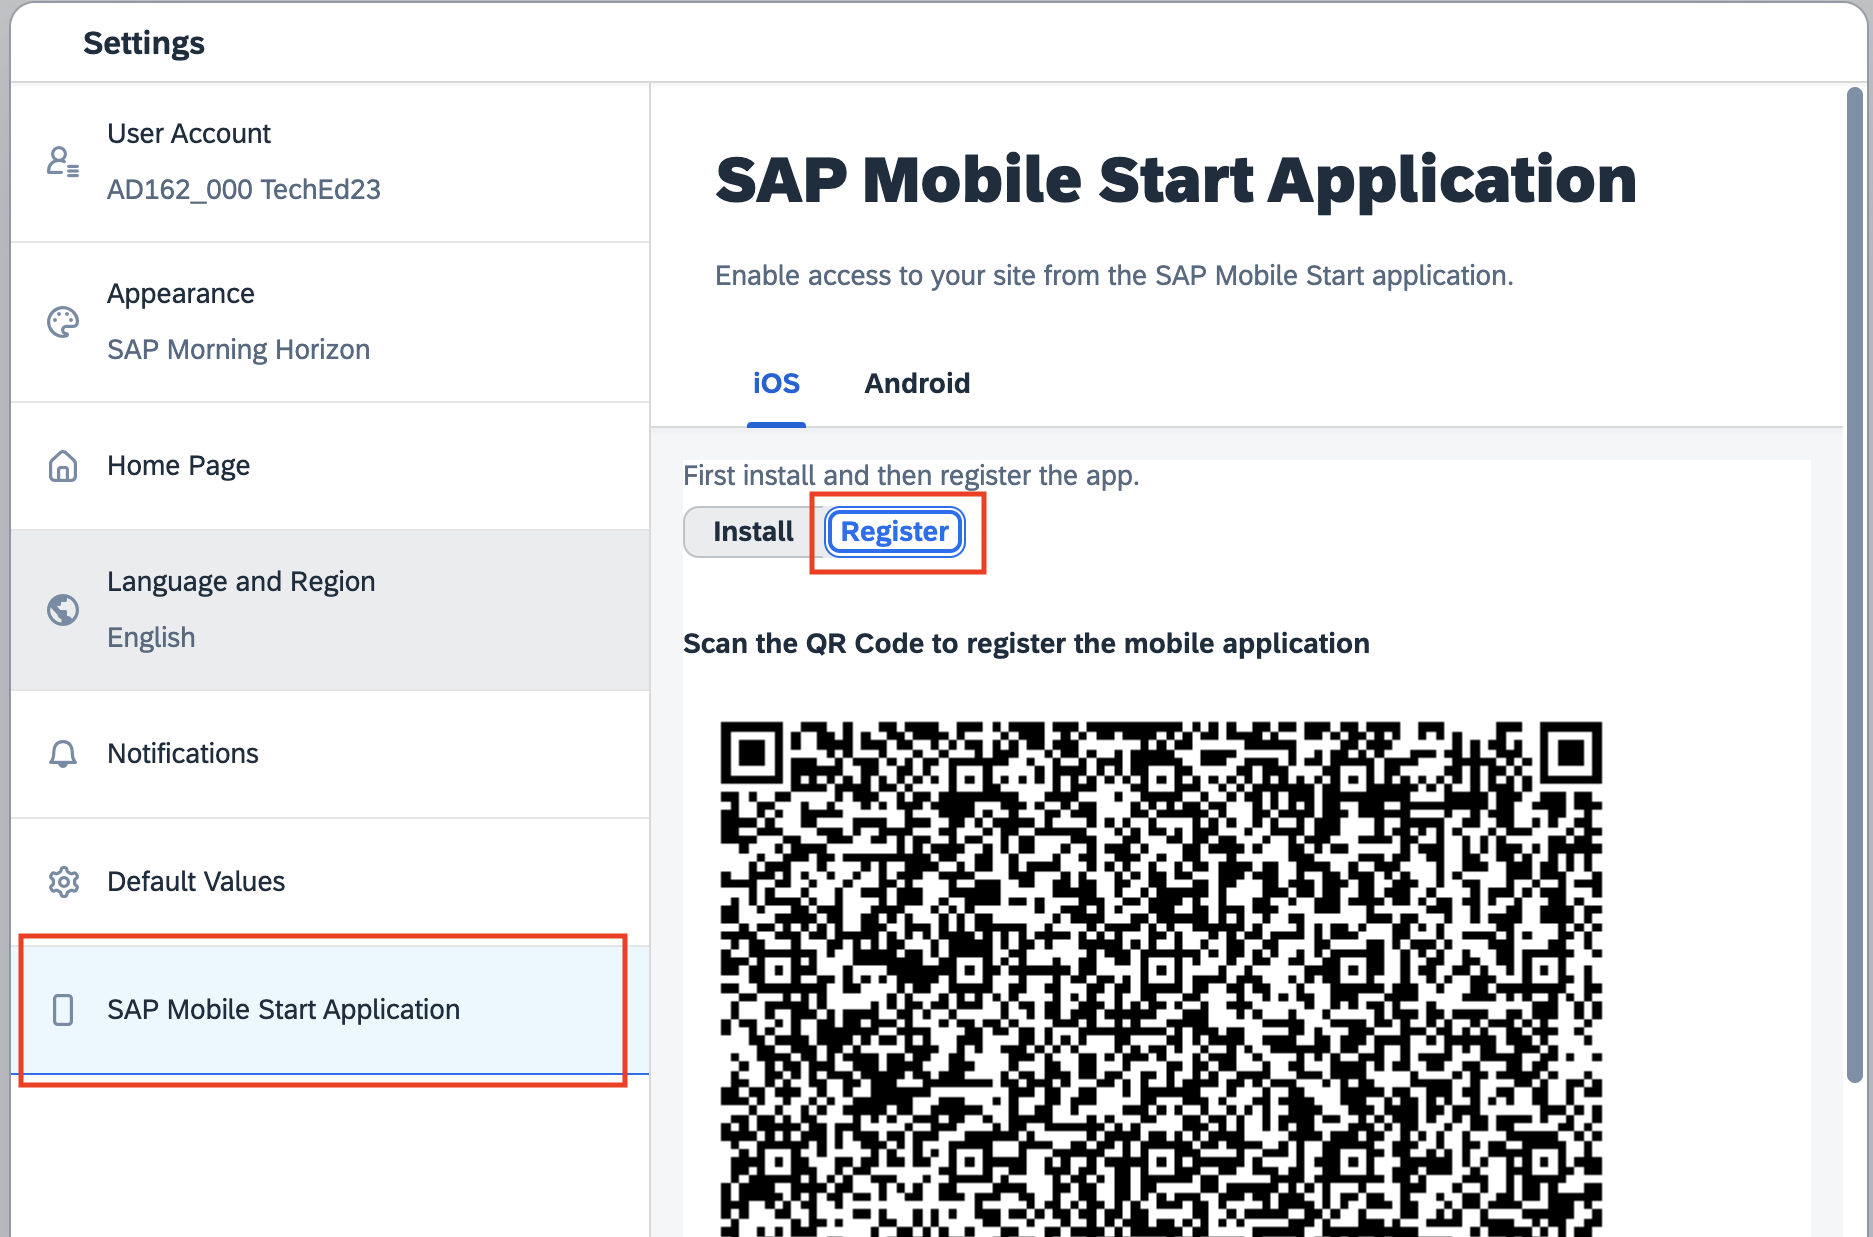 Settings
User Account
AD162_000 TechEd23
Appearance
SAP Morning Horizon
Home Page
Language and Region
English
Notifications
Default Values
SAP Mobile Start Application
SAP Mobile Start Application
Enable access to your site from the SAP Mobile Start application.
iOS Android
First install and then register the app.
Install Register
Scan the QR Code to register the mobile application